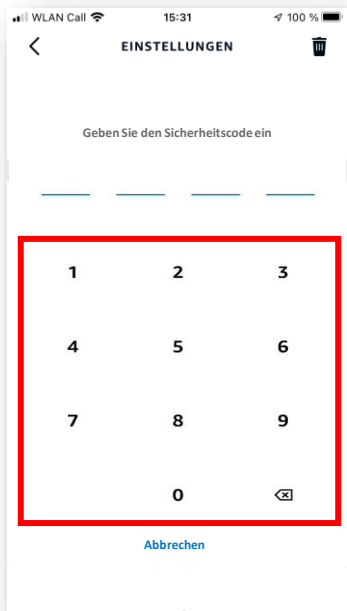 WLAN Call 15:31 100 %
EINSTELLUNGEN
Geben Sie den Sicherheitscode ein
1 2 3
4 5 6
7 8 9
0
Abbrechen